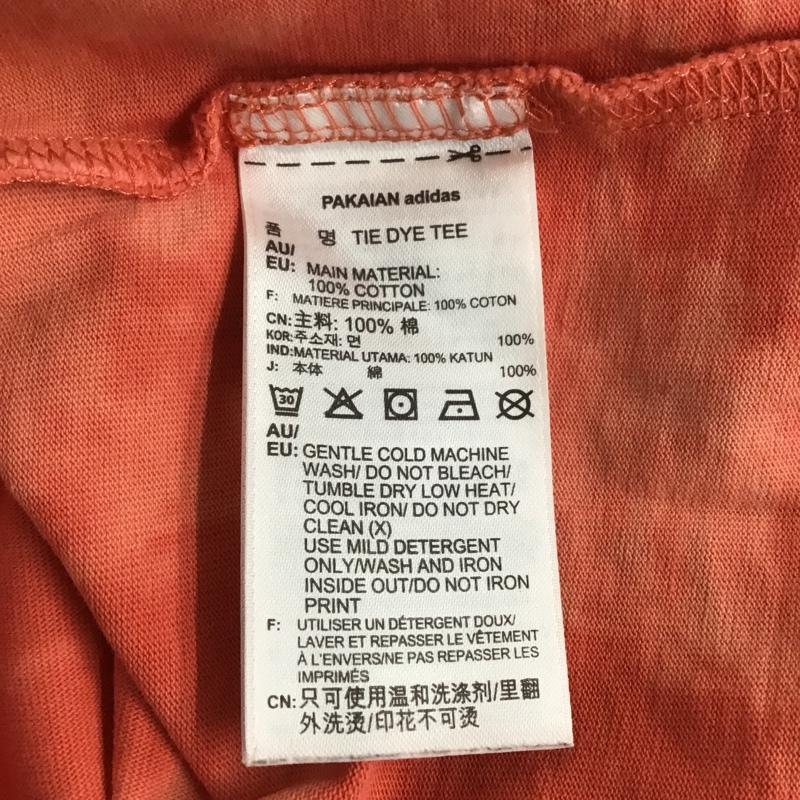 PAKAIAN adidas
품 명 TIE DYE TEE
AU/
EU: MAIN MATERIAL:
100% COTTON
F: MATIERE PRINCIPALE: 100% COTON
CN:主料: 100% 棉
KOR:주소재: 면 100%
IND:MATERIAL UTAMA: 100% KATUN
J: 本体 綿 100%
30
AU/
EU: GENTLE COLD MACHINE
WASH/ DO NOT BLEACH/
TUMBLE DRY LOW HEAT/
COOL IRON/ DO NOT DRY
CLEAN (X)
USE MILD DETERGENT
ONLY/WASH AND IRON
INSIDE OUT/DO NOT IRON
PRINT
F: UTILISER UN DÉTERGENT DOUX/
LAVER ET REPASSER LE VÊTEMENT
À L'ENVERS/NE PAS REPASSER LES
IMPRIMÉS
CN:只可使用温和洗涤剂/里翻
外洗烫/印花不可烫